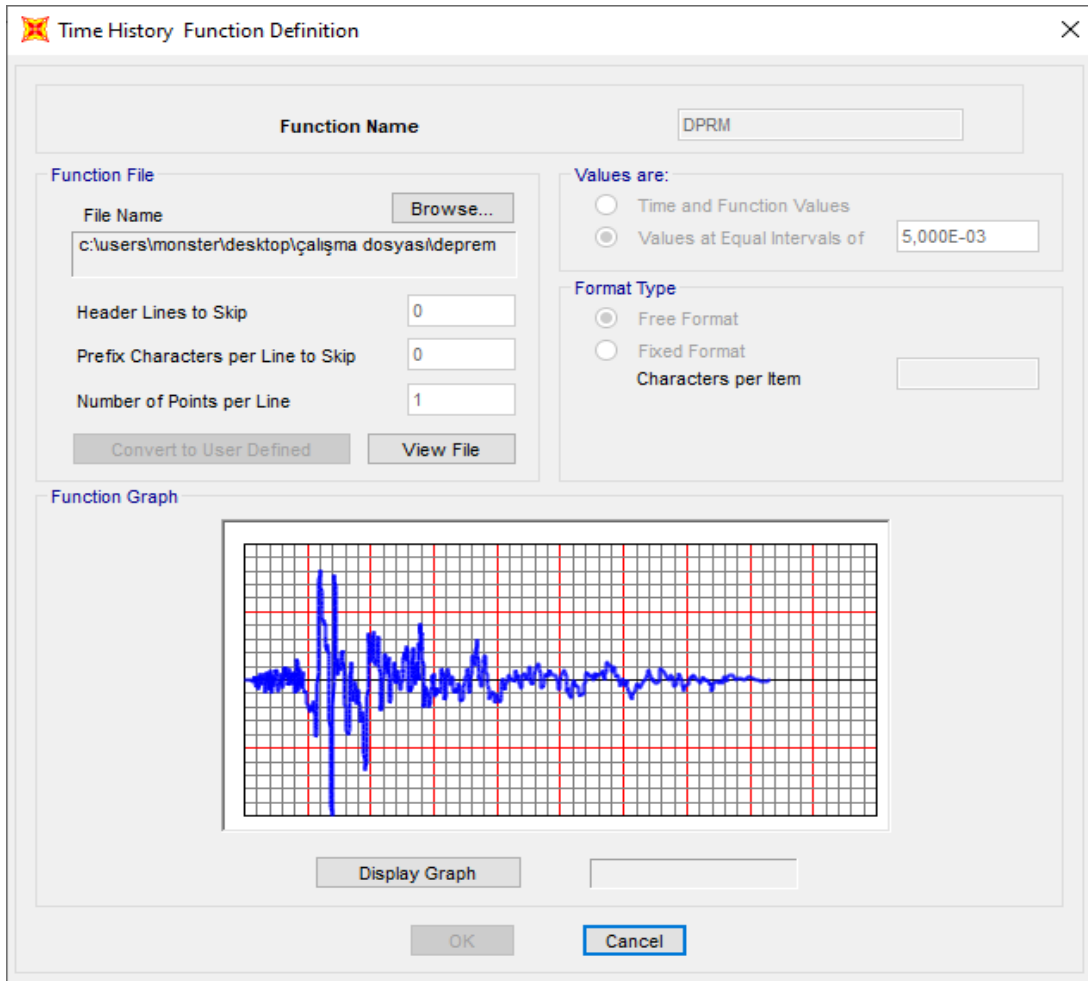 Time History  Function Definition
Function Name
DPRM
Function File
File Name
Browse...
c:\users\monster\desktop\çalışma dosyası\deprem
Header Lines to Skip
0
Prefix Characters per Line to Skip
0
Number of Points per Line
1
Convert to User Defined
View File
Values are:
Time and Function Values
Values at Equal Intervals of
5,000E-03
Format Type
Free Format
Fixed Format
Characters per Item
Function Graph
Display Graph
OK
Cancel